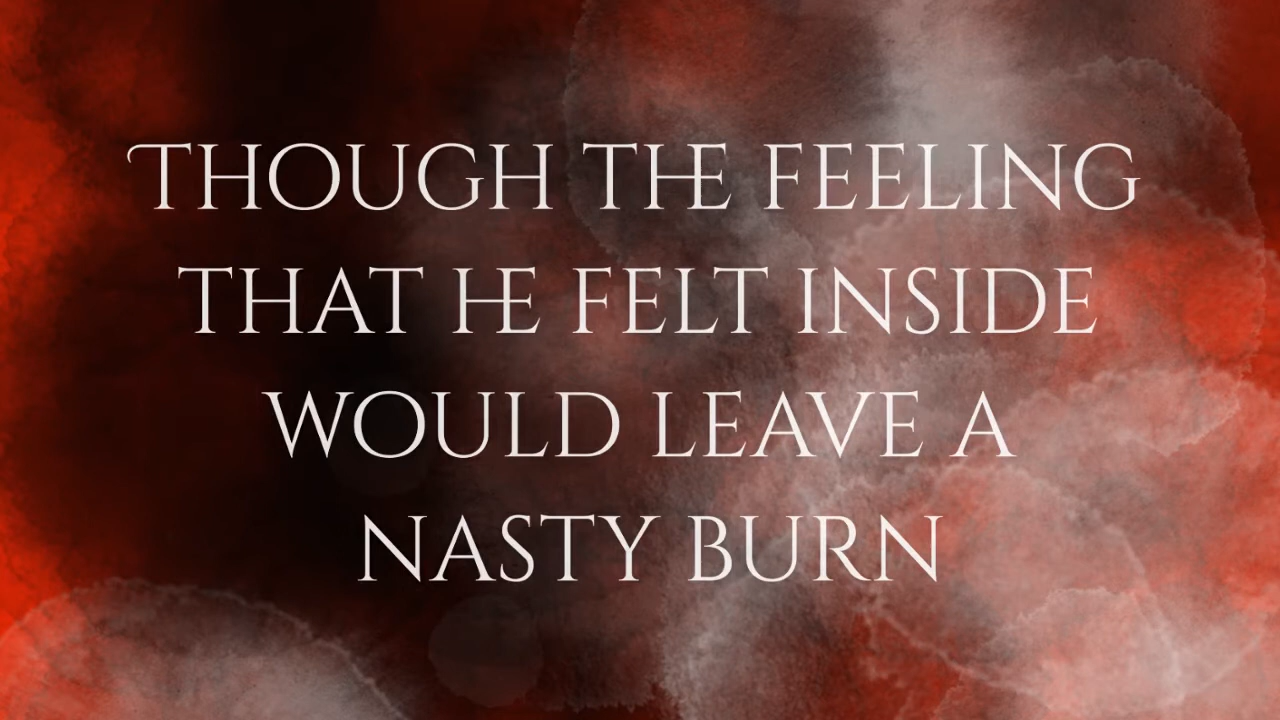 Though the feeling
that he felt inside
would leave a
nasty burn